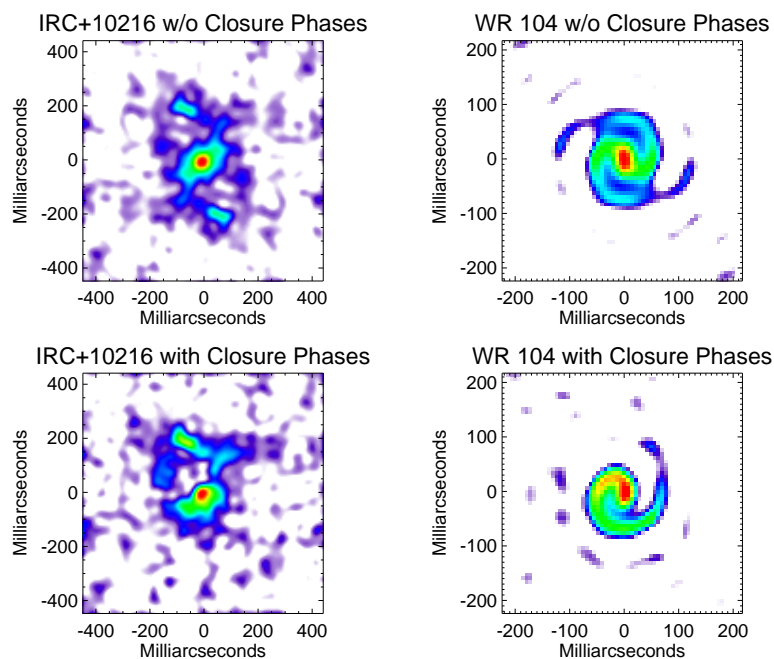 IRC+10216 w/o Closure Phases
400
200
0
-200
-400
Milliarcseconds
-400 -200 0 200 400
Milliarcseconds
WR 104 w/o Closure Phases
200
100
0
-100
-200
Milliarcseconds
-200 -100 0 100 200
Milliarcseconds
IRC+10216 with Closure Phases
400
200
0
-200
-400
Milliarcseconds
-400 -200 0 200 400
Milliarcseconds
WR 104 with Closure Phases
200
100
0
-100
-200
Milliarcseconds
-200 -100 0 100 200
Milliarcseconds